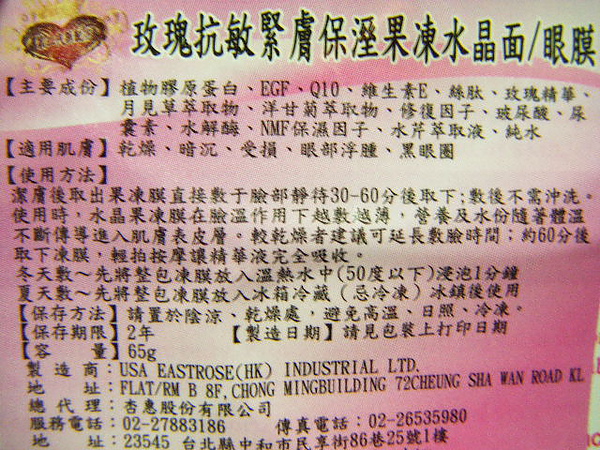 玫瑰抗敏緊膚保溼果凍水晶面/眼膜
【主要成份】植物膠原蛋白、EGF、Q10、維生素E、絲肽、玫瑰精華、
月見草萃取物、洋甘菊萃取物、修復因子、玻尿酸、尿
囊素、水解酶、NMF保濕因子、水芹萃取液、純水
【適用肌膚】乾燥、暗沉、受損、眼部浮腫、黑眼圈
【使用方法】
潔膚後取出果凍膜直接敷于臉部靜待30-60分後取下;敷後不需沖洗。
使用時，水晶果凍膜在臉溫作用下越敷越薄，營養及水份隨著體溫
不斷傳導進入肌膚表皮層。較乾燥者建議可延長敷臉時間；約60分後
取下凍膜，輕拍按摩讓精華液完全吸收。
冬天敷～先將整包凍膜放入溫熱水中(50度以下)浸泡1分鐘
夏天敷～先將整包凍膜放入冰箱冷藏（忌冷凍）冰鎮後使用
【保存方法】請置於陰涼、乾燥處，避免高溫、日照、冷凍。
【保存期限】2年 【製造日期】請見包裝上打印日期
【容 量】65g
製 造 商：USA EASTROSE(HK) INDUSTRIAL LTD.
地 址：FLAT/RM B 8F,CHONG MINGBUILDING 72CHEUNG SHA WAN ROAD KL
總 代 理：杏惠股份有限公司
服務電話：02-27883186 傳真電話：02-26535980
地 址：23545 台北縣中和市民享街86巷25號1樓